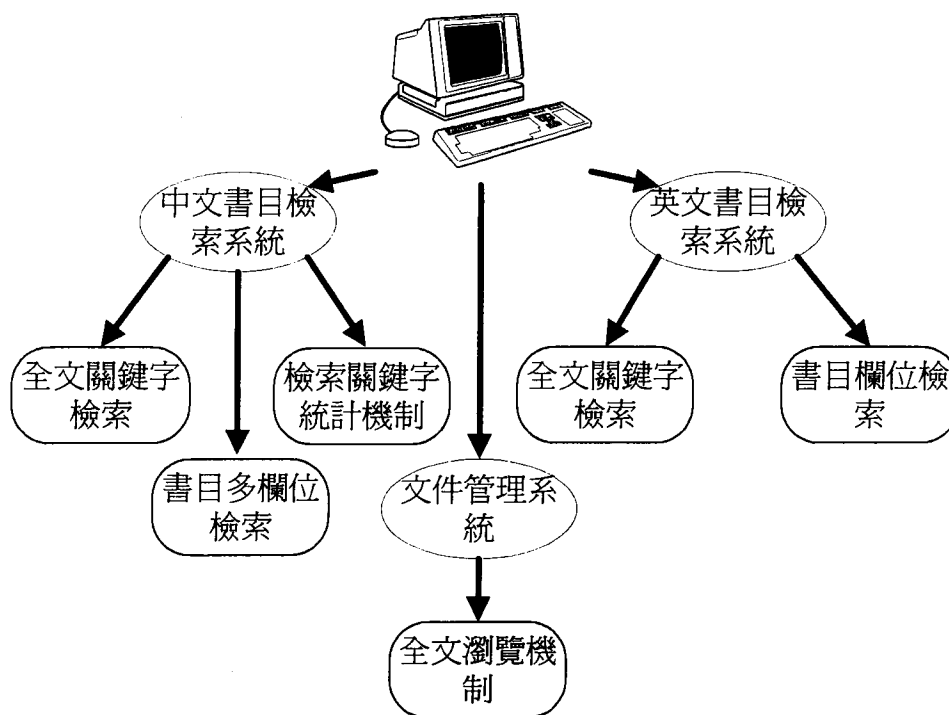 中文書目檢
索系統
英文書目檢
索系統
全文關鍵字
檢索
檢索關鍵字
統計機制
全文關鍵字
檢索
書目欄位檢
索
書目多欄位
檢索
文件管理系
統
全文瀏覽機
制